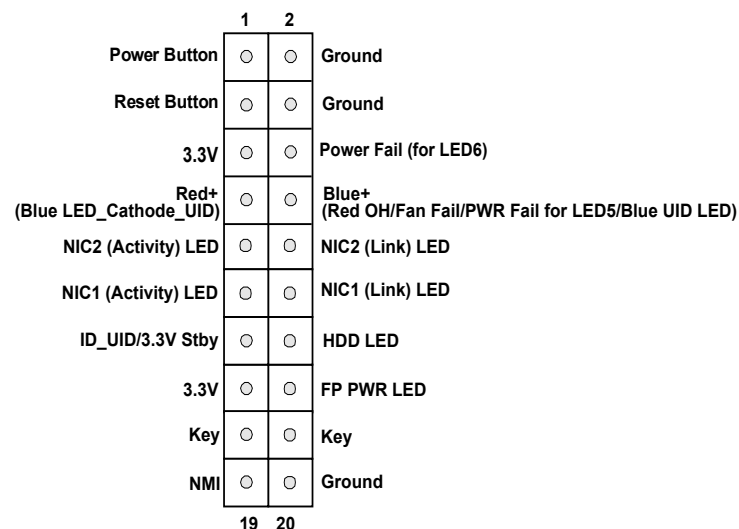 1 2
Power Button Ground
Reset Button Ground
3.3V Power Fail (for LED6)
Red+ Blue+
(Blue LED_Cathode_UID) (Red OH/Fan Fail/PWR Fail for LED5/Blue UID LED)
NIC2 (Activity) LED NIC2 (Link) LED
NIC1 (Activity) LED NIC1 (Link) LED
ID_UID/3.3V Stby HDD LED
3.3V FP PWR LED
Key Key
NMI Ground
19 20